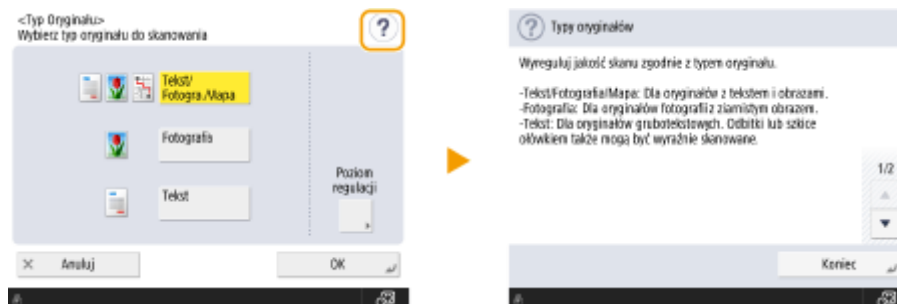 <Typ Oryginału>
Wybierz typ oryginału do skanowania
?
Tekst/
Fotogra./Mapa
Fotografia
Tekst
Poziom
regulacji
× Anuluj
OK
? Typy oryginałów
Wyreguluj jakość skanu zgodnie z typem oryginału.
-Tekst/Fotografia/Mapa: Dla oryginałów z tekstem i obrazami.
-Fotografia: Dla oryginałów fotografii z ziarnistym obrazem.
-Tekst: Dla oryginałów grubotekstowych. Odbitki lub szkice
ołówkiem także mogą być wyraźnie skanowane.
1/2
Koniec